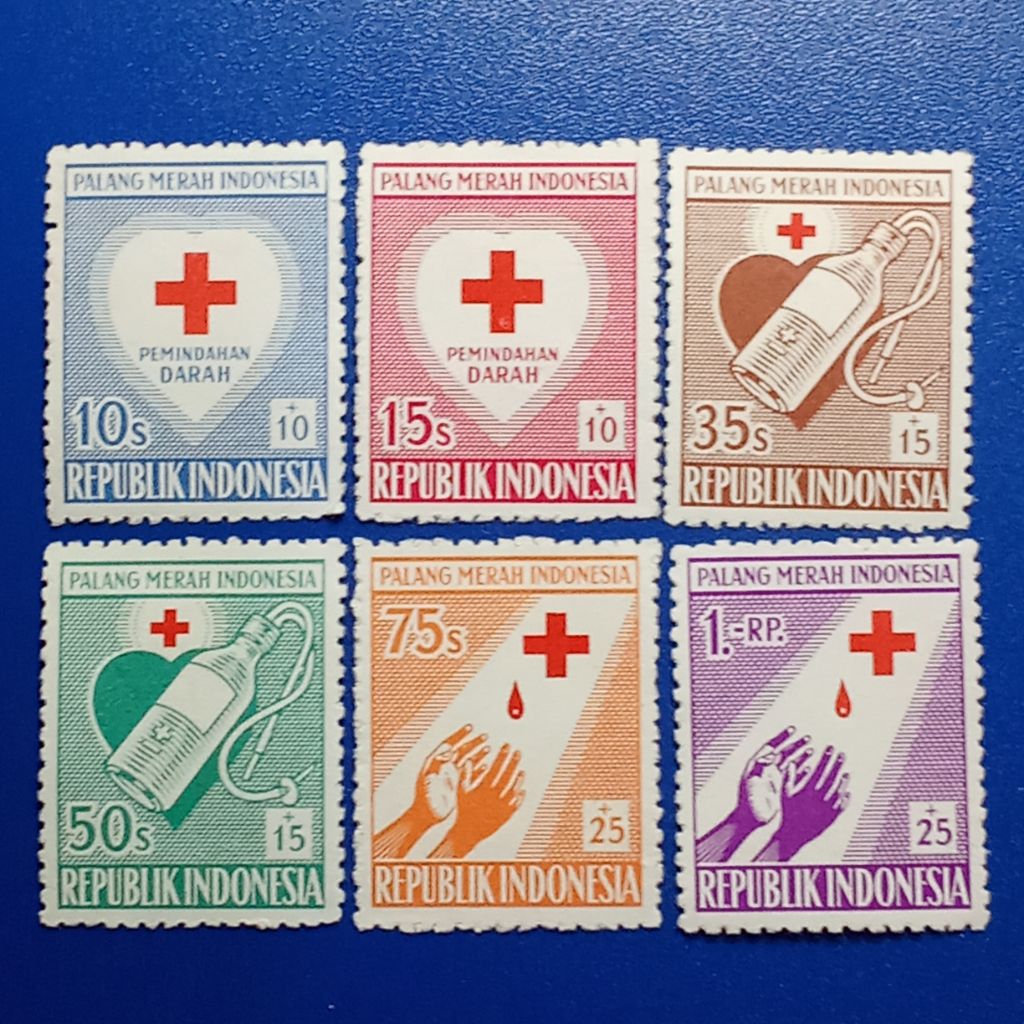 PALANG MERAH INDONESIA
PEMINDAHAN
DARAH
10s
+
10
REPUBLIK INDONESIA
PALANG MERAH INDONESIA
PEMINDAHAN
DARAH
15s
+
10
REPUBLIK INDONESIA
PALANG MERAH INDONESIA
35s
+
15
REPUBLIK INDONESIA
PALANG MERAH INDONESIA
50s
+
15
REPUBLIK INDONESIA
PALANG MERAH INDONESIA
75s
+
25
REPUBLIK INDONESIA
PALANG MERAH INDONESIA
1.-RP.
+
25
REPUBLIK INDONESIA